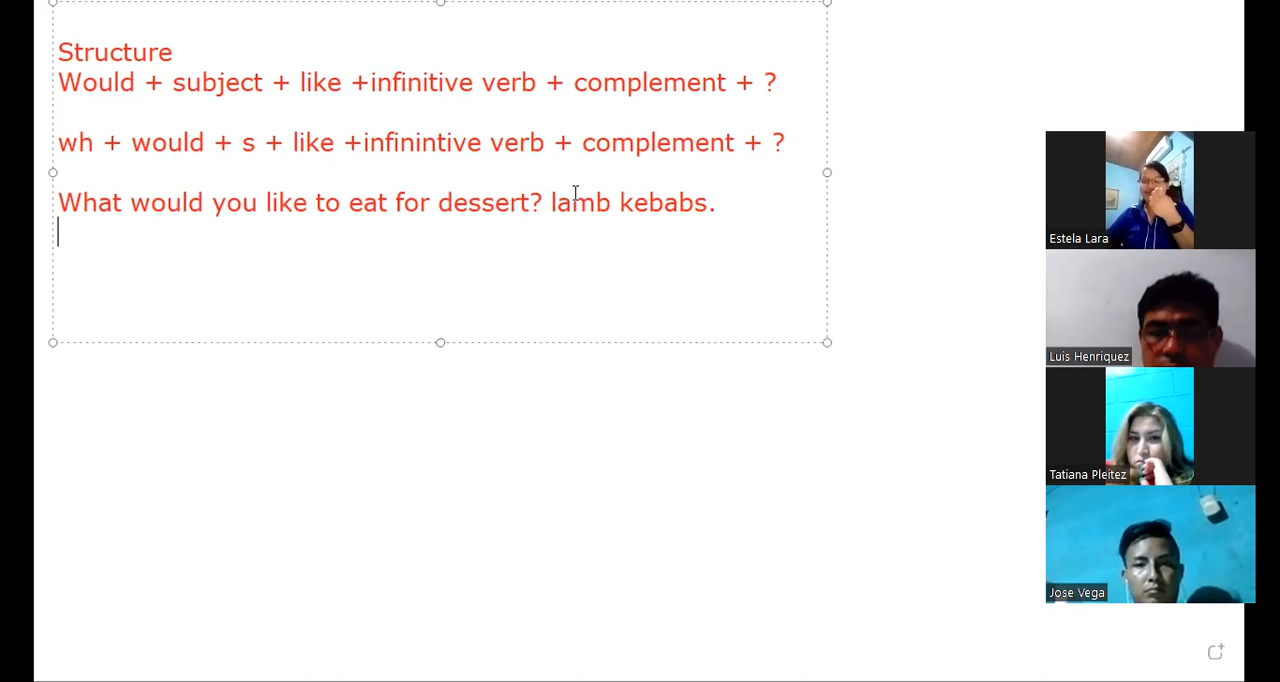 Structure
Would + subject + like +infinitive verb + complement + ?
wh + would + s + like +infinintive verb + complement + ?
What would you like to eat for dessert? lamb kebabs.
Estela Lara
Luis Henriquez
Tatiana Pleitez
Jose Vega